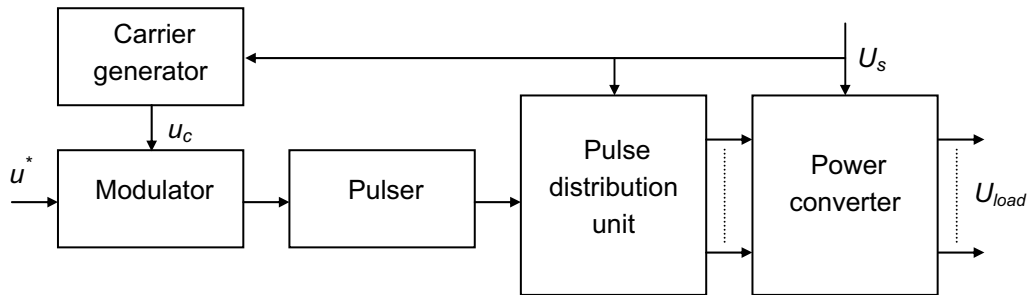 Carrier
generator
U_s
u_c
u^*
Modulator
Pulser
Pulse
distribution
unit
Power
converter
U_load